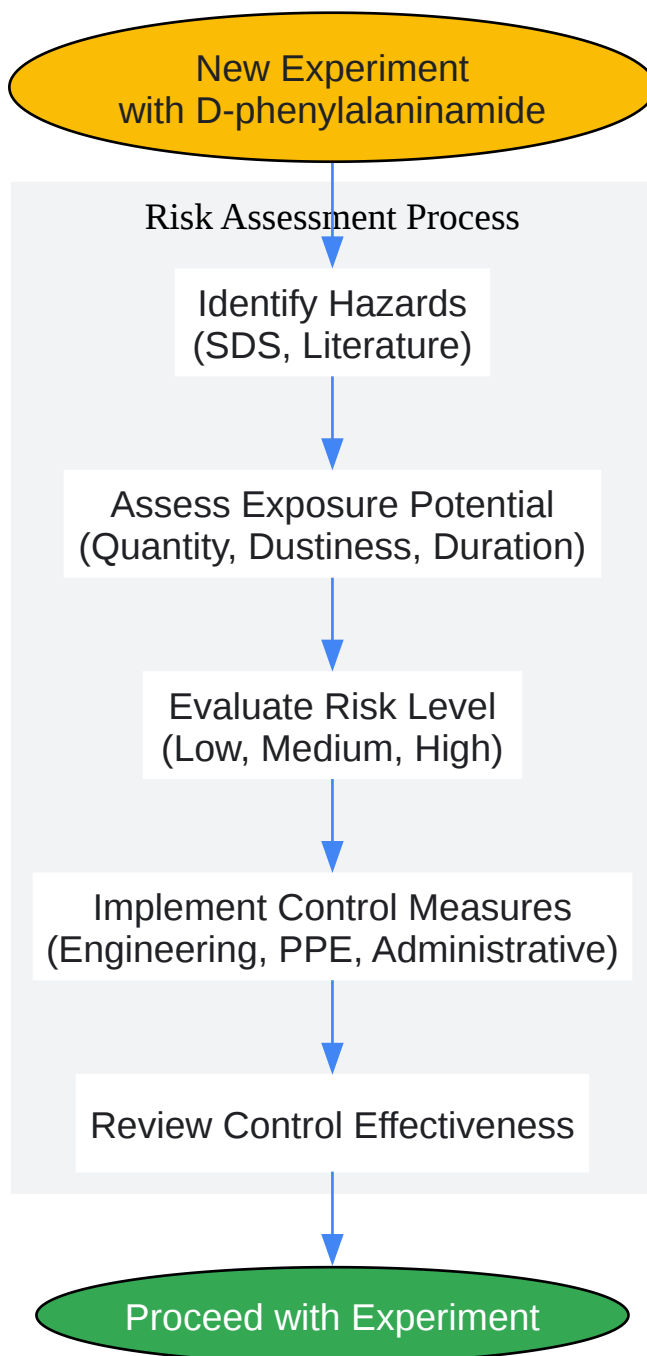 New Experiment
with D-phenylalaninamide
Risk Assessment Process
Identify Hazards
(SDS, Literature)
Assess Exposure Potential
(Quantity, Dustiness, Duration)
Evaluate Risk Level
(Low, Medium, High)
Implement Control Measures
(Engineering, PPE, Administrative)
Review Control Effectiveness
Proceed with Experiment